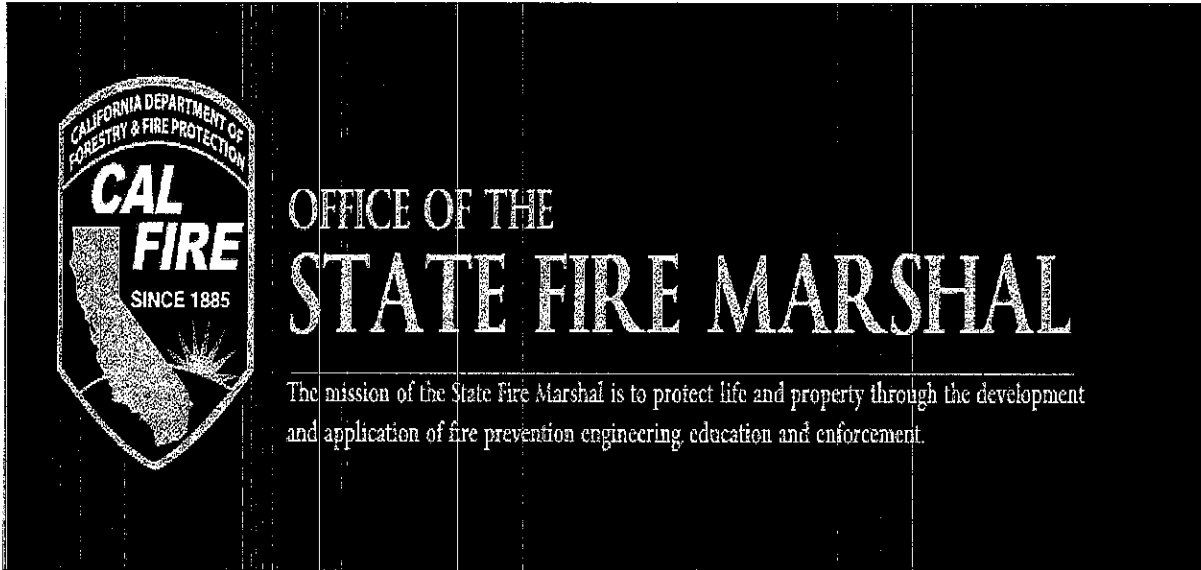 CALIFORNIA DEPARTMENT OF
FORESTRY & FIRE PROTECTION
CAL
FIRE
SINCE 1885
OFFICE OF THE
STATE FIRE MARSHAL
The mission of the State Fire Marshal is to protect life and property through the development
and application of fire prevention engineering, education and enforcement.